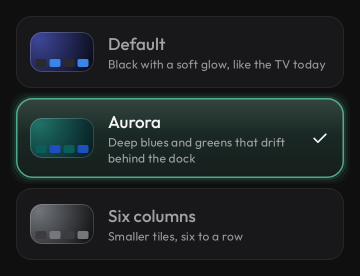 Default
Black with a soft glow, like the TV today
Aurora
Deep blues and greens that drift
behind the dock
Six columns
Smaller tiles, six to a row